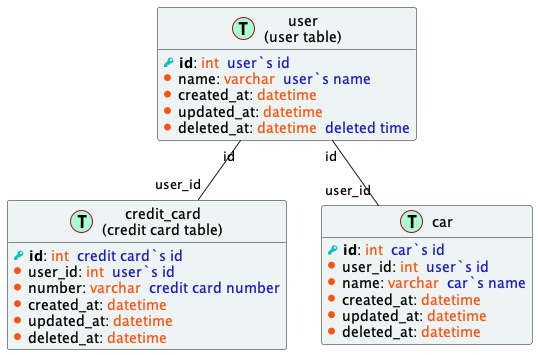 T
user
(user table)
id: int user`s id
name: varchar user`s name
created_at: datetime
updated_at: datetime
deleted_at: datetime deleted time
id
id
user_id
user_id
T
credit_card
(credit card table)
id: int credit card`s id
user_id: int user`s id
number: varchar credit card number
created_at: datetime
updated_at: datetime
deleted_at: datetime
T
car
id: int car`s id
user_id: int user`s id
name: varchar car`s name
created_at: datetime
updated_at: datetime
deleted_at: datetime